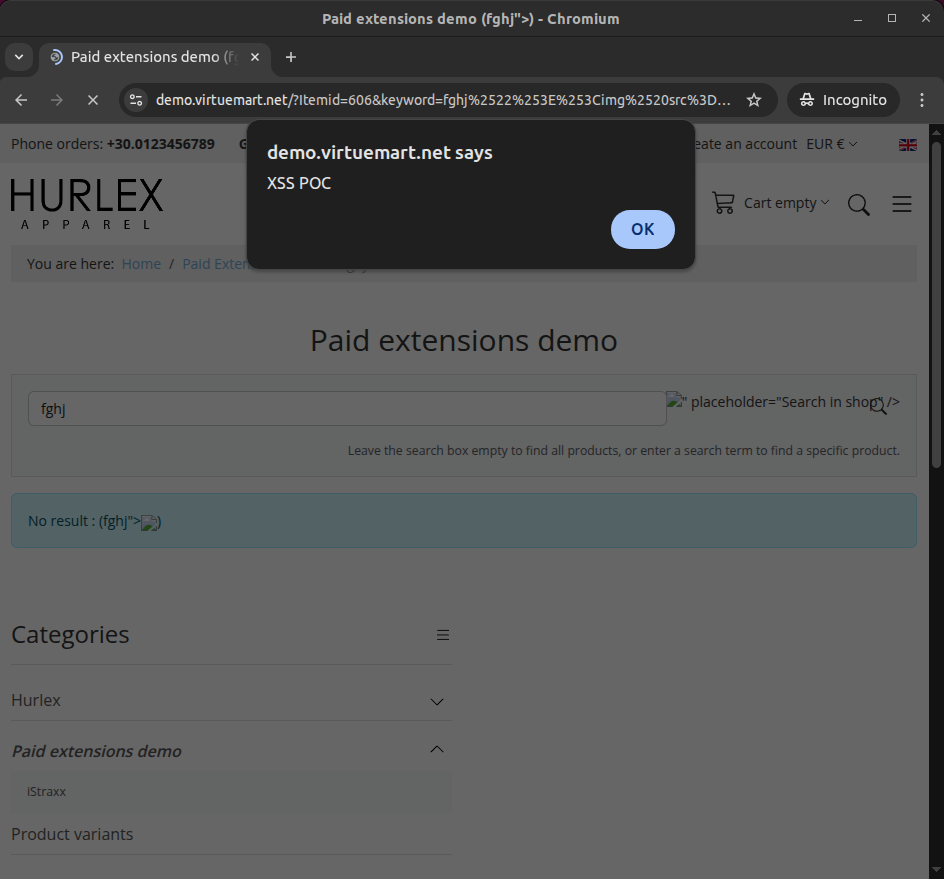 Paid extensions demo (fghj">) - Chromium
Paid extensions demo (f
demo.virtuemart.net/?Itemid=606&keyword=fghj%2522%253E%253Cimg%2520src%253D...
Incognito
Phone orders: +30.0123456789
eate an account EUR €
demo.virtuemart.net says
XSS POC
OK
HURLEX
APPAREL
Cart empty
You are here: Home / Paid Exten
Paid extensions demo
fghj
" placeholder="Search in shop" />
Leave the search box empty to find all products, or enter a search term to find a specific product.
No result : (fghj">)
Categories
Hurlex
Paid extensions demo
iStraxx
Product variants